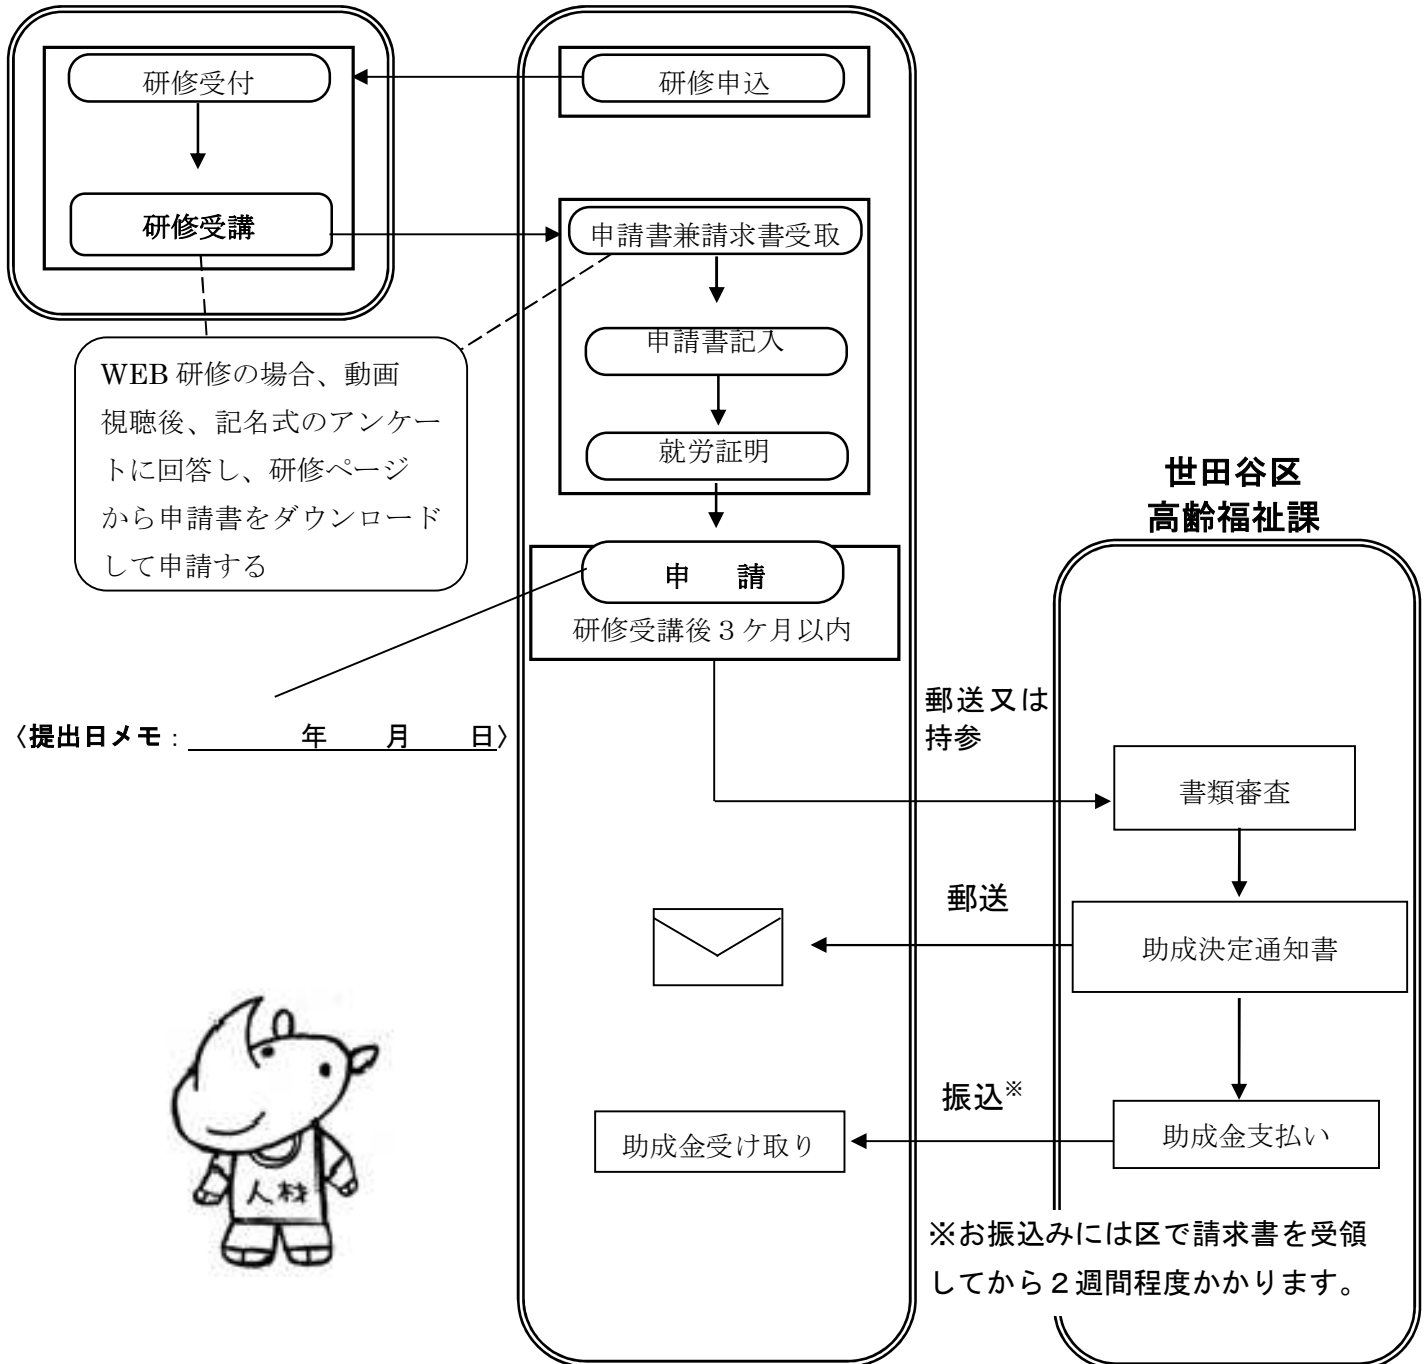 研修受付
研修申込
研修受講
申請書兼請求書受取
申請書記入
就労証明
WEB 研修の場合、動画
視聴後、記名式のアンケー
トに回答し、研修ページ
から申請書をダウンロード
して申請する
世田谷区
高齢福祉課
申　請
研修受講後３ケ月以内
〈提出日メモ：　　　　年　　月　　日〉
郵送又は
持参
書類審査
郵送
助成決定通知書
振込※
助成金受け取り
助成金支払い
人材
※お振込みには区で請求書を受領
してから２週間程度かかります。